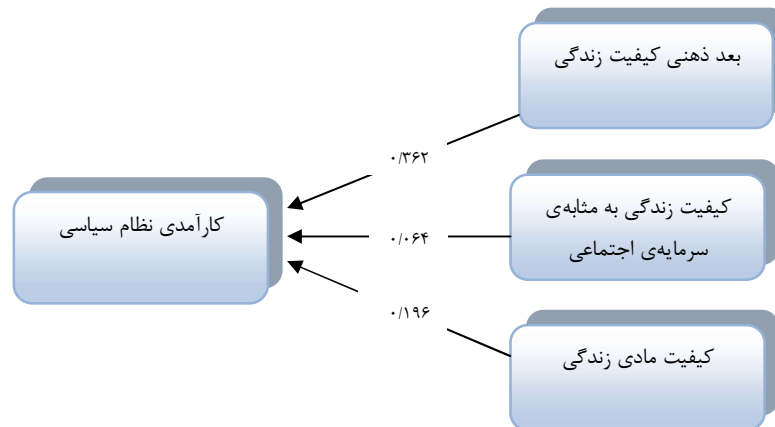 بعد ذهنی کیفیت زندگی
۰/۳۶۲
کیفیت زندگی به مثابه‌ی
سرمایه‌ی اجتماعی
کارآمدی نظام سیاسی
۰/۰۶۴
۰/۱۹۶
کیفیت مادی زندگی